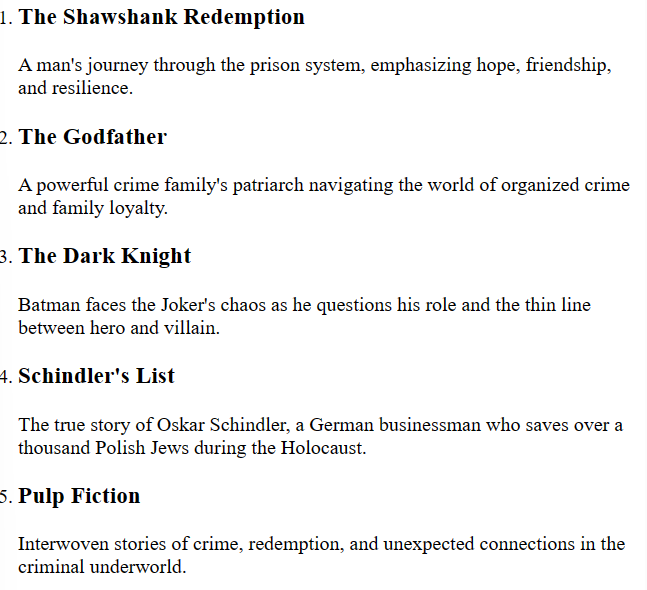 1. The Shawshank Redemption
A man's journey through the prison system, emphasizing hope, friendship,
and resilience.
2. The Godfather
A powerful crime family's patriarch navigating the world of organized crime
and family loyalty.
3. The Dark Knight
Batman faces the Joker's chaos as he questions his role and the thin line
between hero and villain.
4. Schindler's List
The true story of Oskar Schindler, a German businessman who saves over a
thousand Polish Jews during the Holocaust.
5. Pulp Fiction
Interwoven stories of crime, redemption, and unexpected connections in the
criminal underworld.